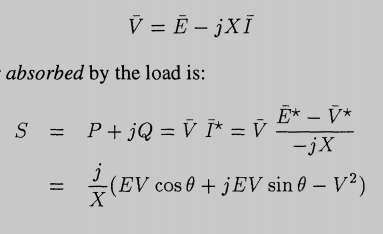 V̄ = Ē − jXĪ
absorbed by the load is:
S = P + jQ = V̄ Ī⋆ = V̄ (Ē⋆ − V̄⋆)/(−jX)
= j/X (EV cos θ + jEV sin θ − V²)